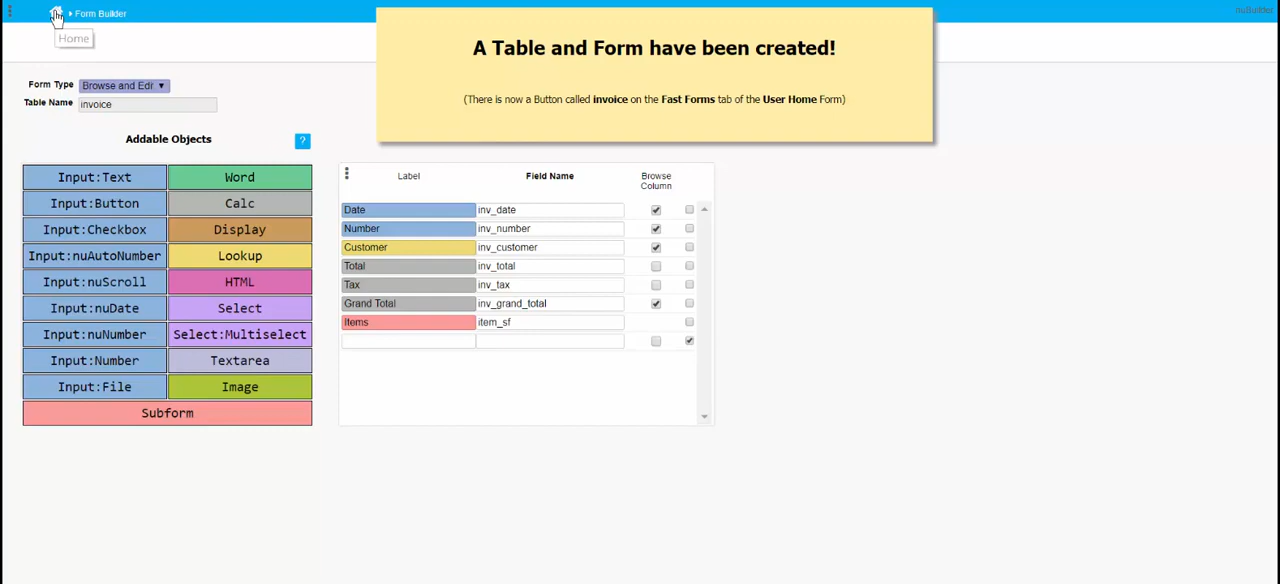 Form Builder
nuBuilder
Home
A Table and Form have been created!
(There is now a Button called invoice on the Fast Forms tab of the User Home Form)
Form Type Browse and Edr ▼
Table Name invoice
Addable Objects ?
Input:Text Word
Input:Button Calc
Input:Checkbox Display
Input:nuAutoNumber Lookup
Input:nuScroll HTML
Input:nuDate Select
Input:nuNumber Select:Multiselect
Input:Number Textarea
Input:File Image
Subform
Label Field Name Browse
Column
Date inv_date
Number inv_number
Customer inv_customer
Total inv_total
Tax inv_tax
Grand Total inv_grand_total
Items item_sf